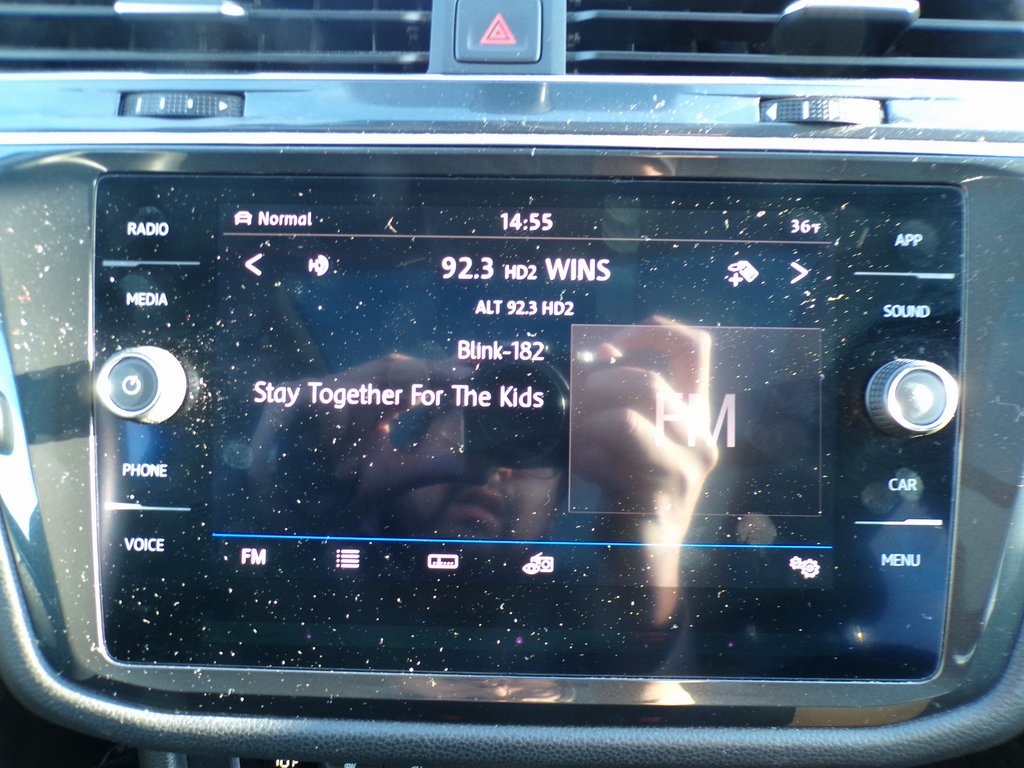 RADIO
MEDIA
PHONE
VOICE
Normal
14:55
36°F
92.3 HD2 WINS
ALT 92.3 HD2
Blink-182
Stay Together For The Kids
FM
FM
APP
SOUND
CAR
MENU